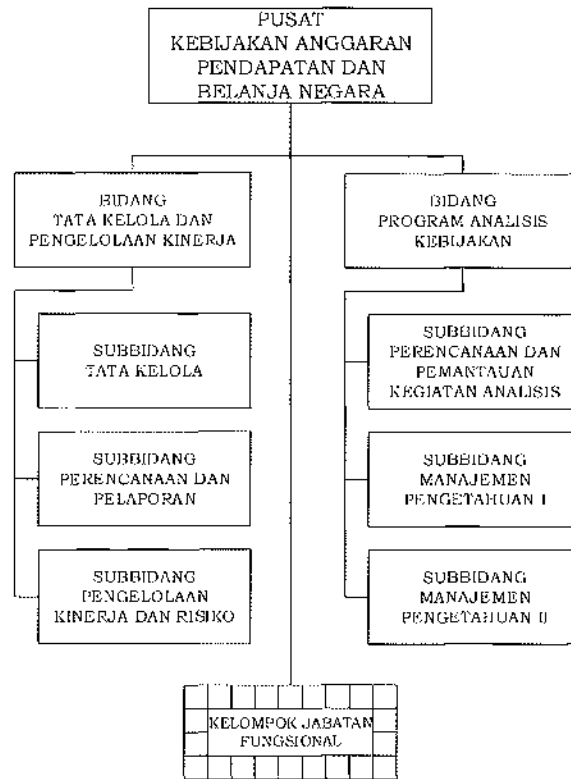 PUSAT
KEBIJAKAN ANGGARAN
PENDAPATAN DAN
BELANJA NEGARA
BIDANG
TATA KELOLA DAN
PENGELOLAAN KINERJA
BIDANG
PROGRAM ANALISIS
KEBIJAKAN
SUBBIDANG
TATA KELOLA
SUBBIDANG
PERENCANAAN DAN
PEMANTAUAN
KEGIATAN ANALISIS
SUBBIDANG
PERENCANAAN DAN
PELAPORAN
SUBBIDANG
MANAJEMEN
PENGETAHUAN I
SUBBIDANG
PENGELOLAAN
KINERJA DAN RISIKO
SUBBIDANG
MANAJEMEN
PENGETAHUAN II
KELOMPOK JABATAN
FUNGSIONAL